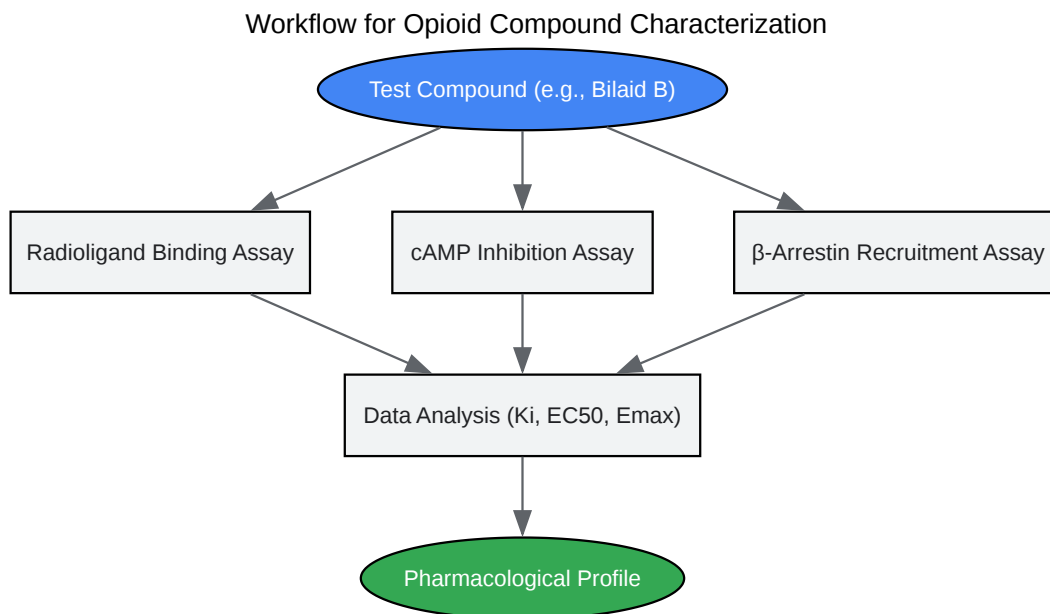 Workflow for Opioid Compound Characterization
Test Compound (e.g., Bilaid B)
Radioligand Binding Assay
cAMP Inhibition Assay
β-Arrestin Recruitment Assay
Data Analysis (Ki, EC50, Emax)
Pharmacological Profile